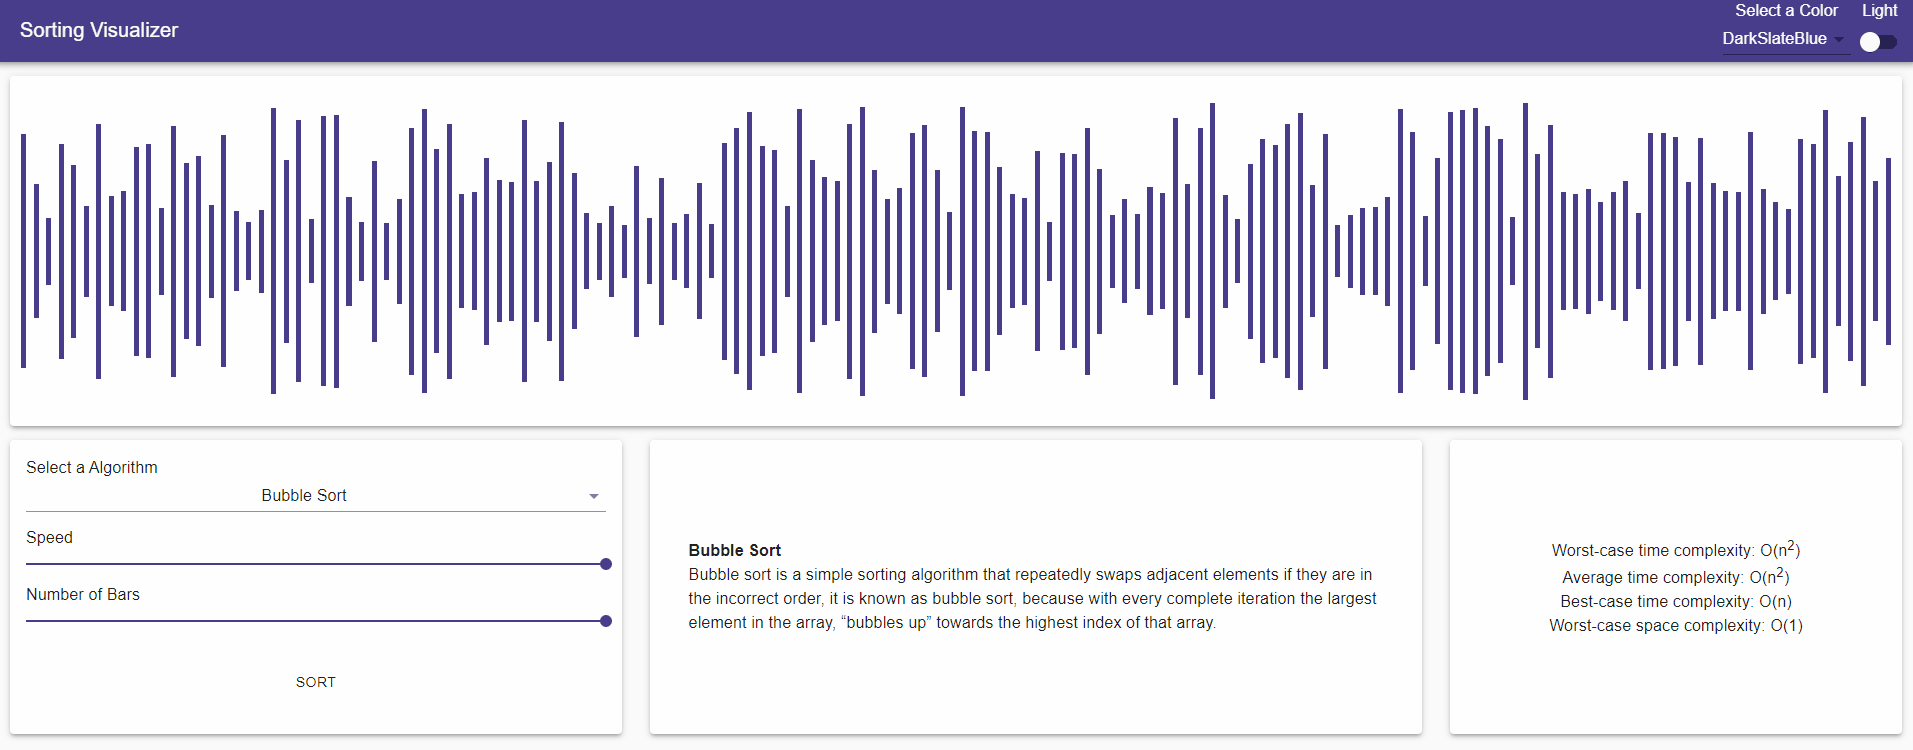 Sorting Visualizer
Select a Color
Light
DarkSlateBlue
Select a Algorithm
Bubble Sort
Speed
Number of Bars
SORT
Bubble Sort
Bubble sort is a simple sorting algorithm that repeatedly swaps adjacent elements if they are in
the incorrect order, it is known as bubble sort, because with every complete iteration the largest
element in the array, “bubbles up” towards the highest index of that array.
Worst-case time complexity: O(n²)
Average time complexity: O(n²)
Best-case time complexity: O(n)
Worst-case space complexity: O(1)